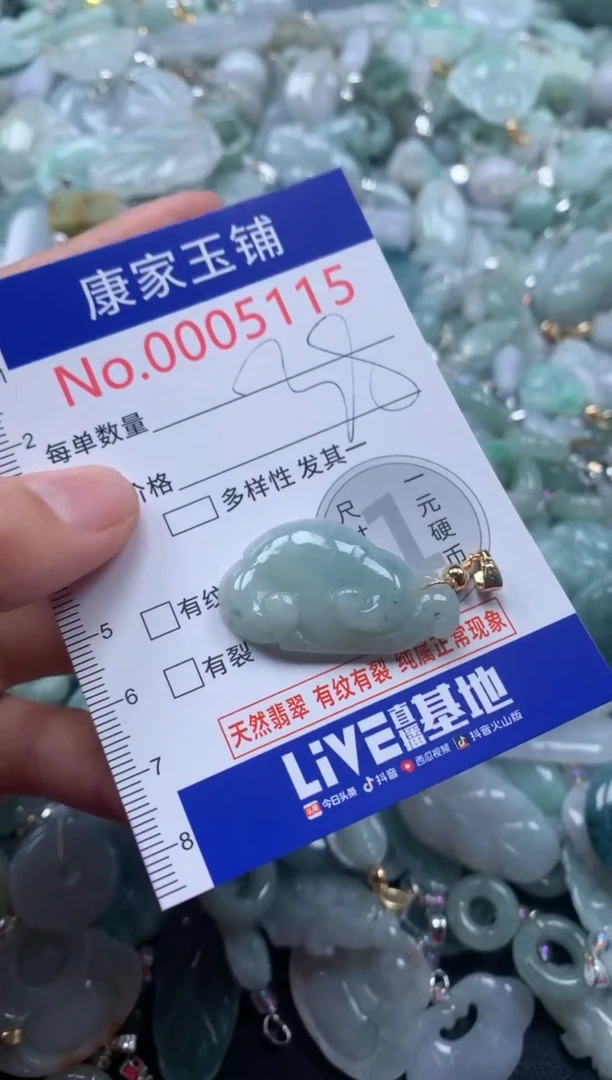 康家玉铺
No.0005115
2
每单数量
98
价格
多样性 发其一
一元硬币
尺
1
5
有纹
6
有裂
天然翡翠 有纹有裂 纯属正常现象
7
LiVE直播基地
今日头条 抖音 西瓜视频 抖音火山版
8